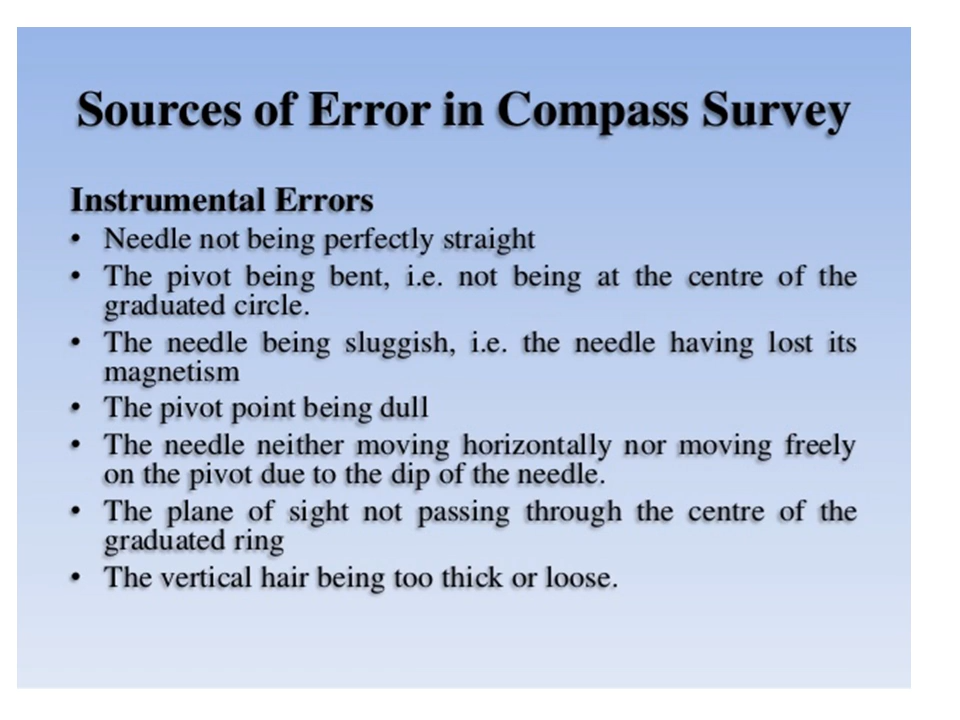 Sources of Error in Compass Survey
Instrumental Errors
• Needle not being perfectly straight
• The pivot being bent, i.e. not being at the centre of the
graduated circle.
• The needle being sluggish, i.e. the needle having lost its
magnetism
• The pivot point being dull
• The needle neither moving horizontally nor moving freely
on the pivot due to the dip of the needle.
• The plane of sight not passing through the centre of the
graduated ring
• The vertical hair being too thick or loose.